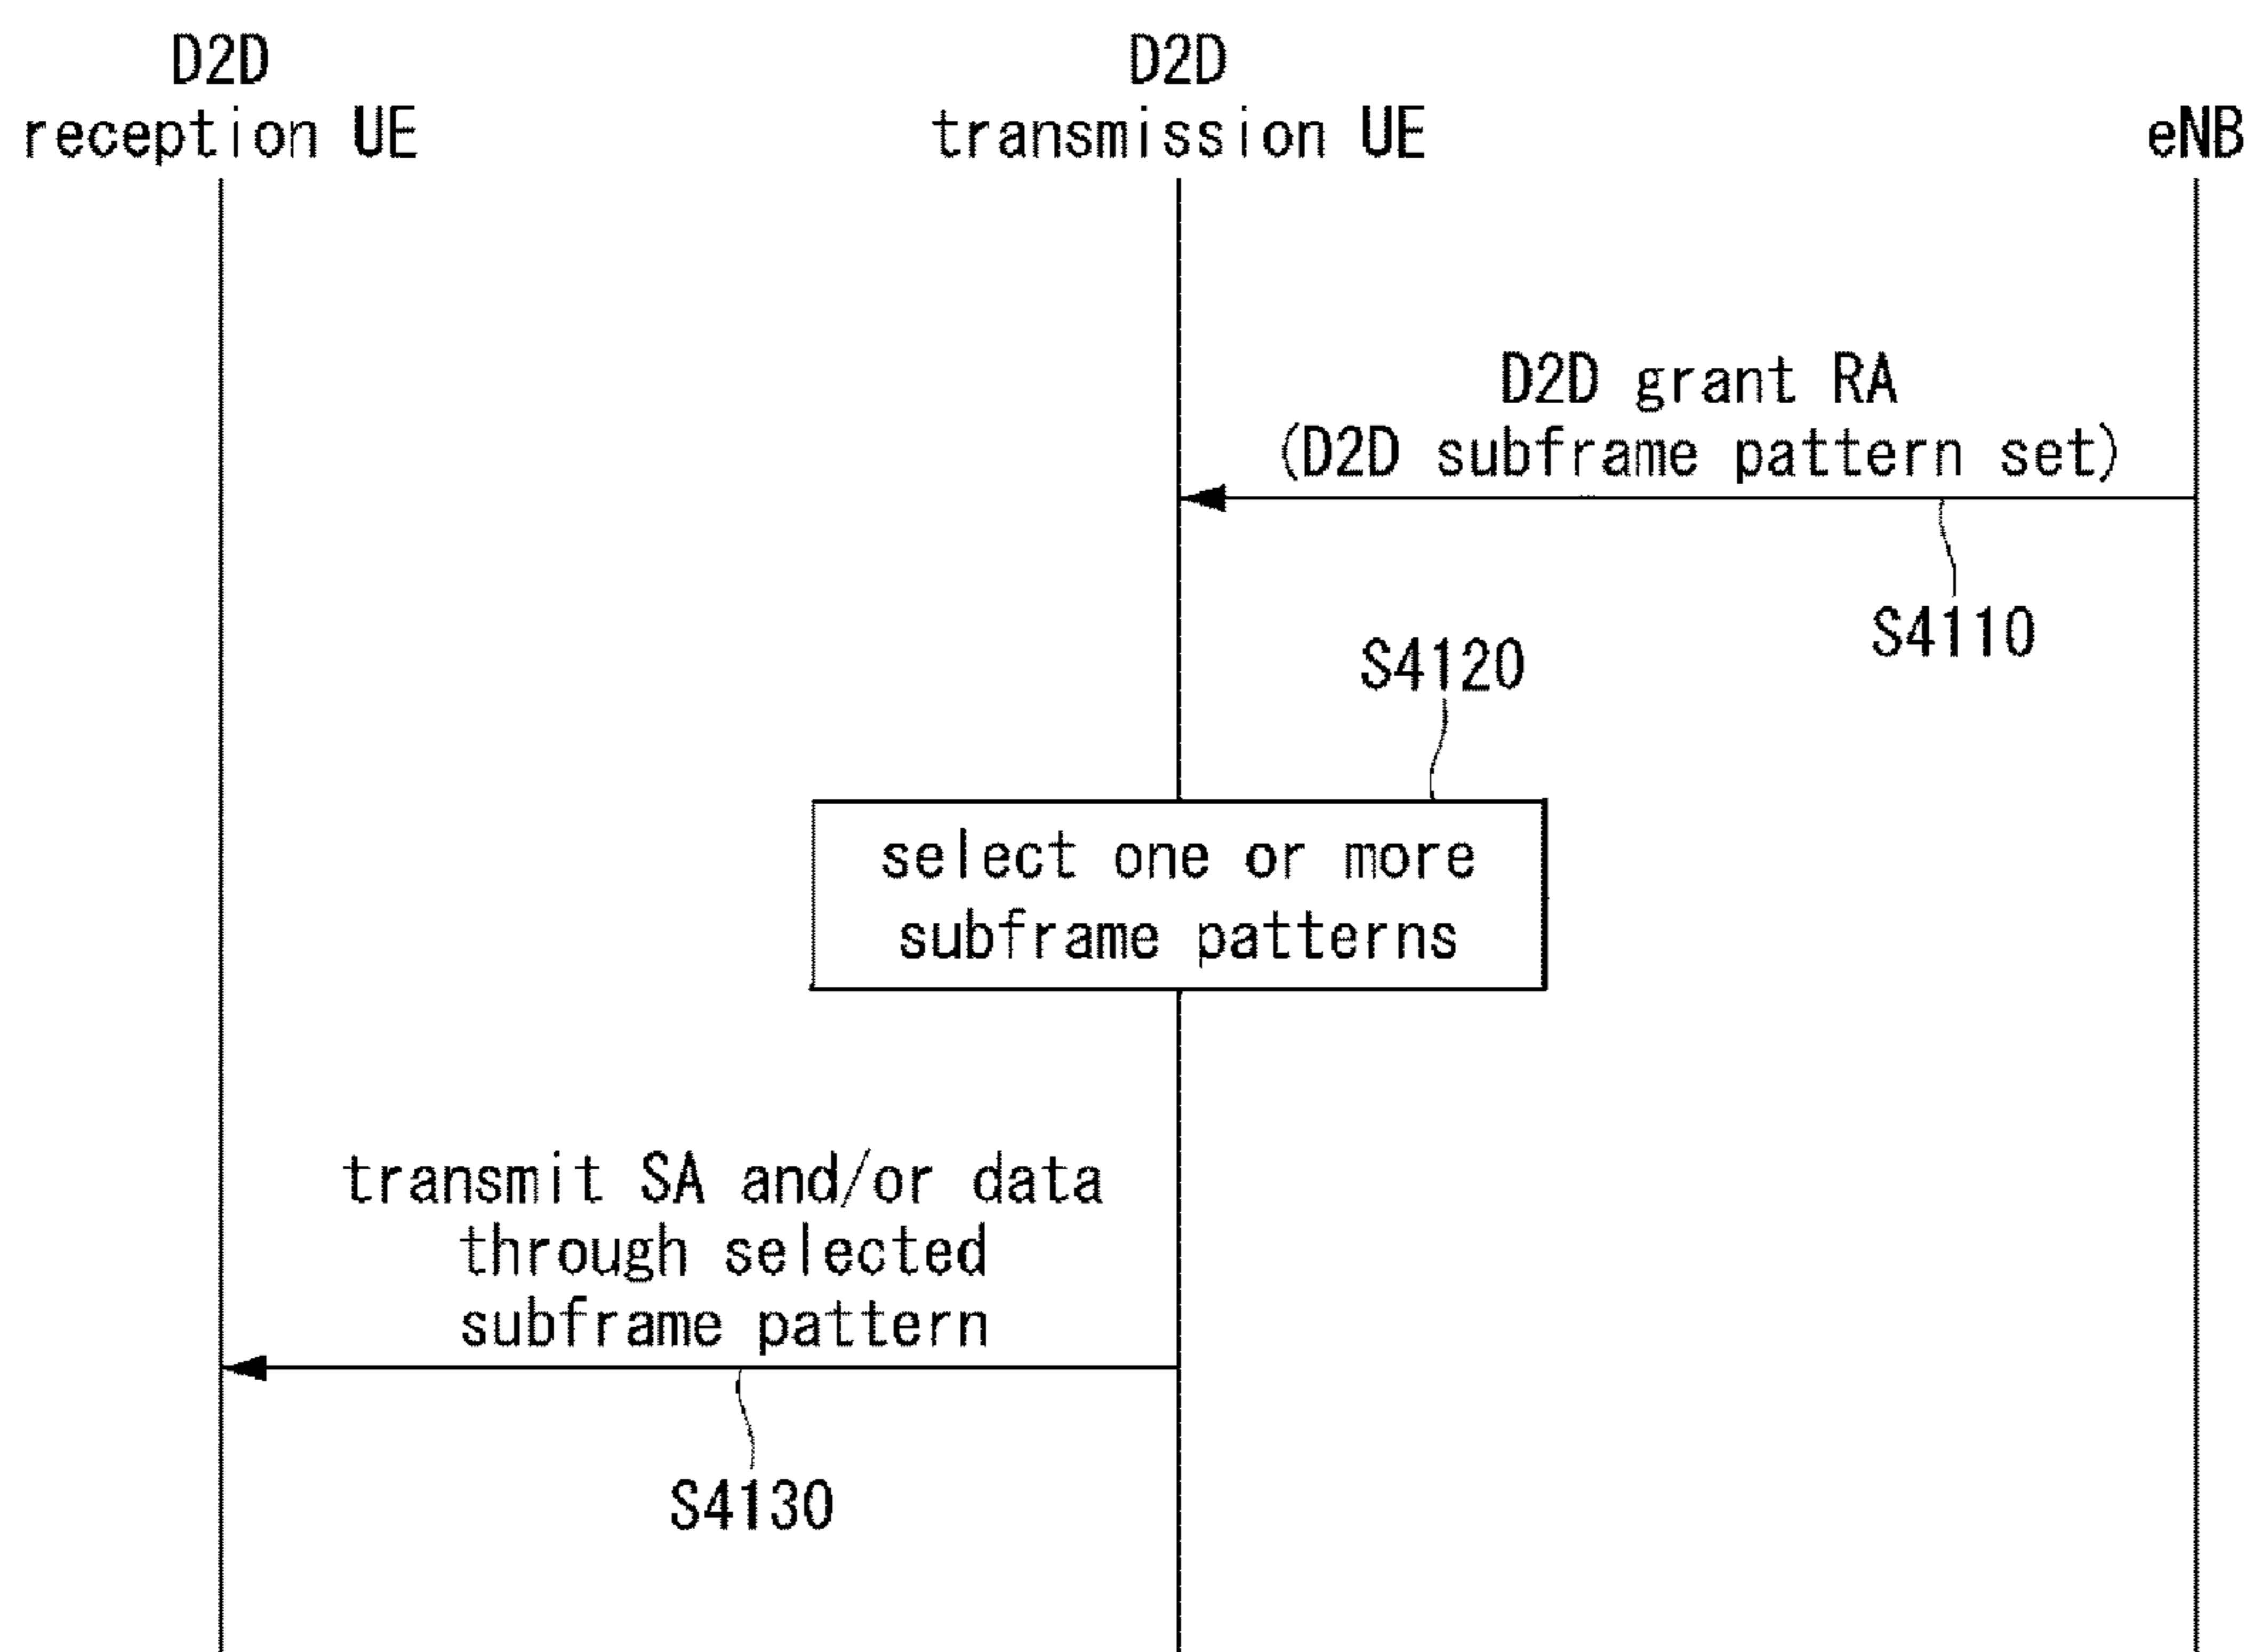 D2D
reception UE
D2D
transmission UE
eNB
D2D grant RA
(D2D subframe pattern set)
S4110
S4120
select one or more
subframe patterns
transmit SA and/or data
through selected
subframe pattern
S4130